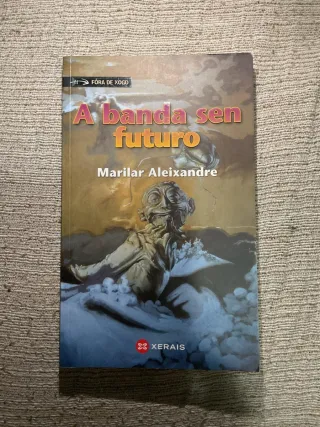 FÓRA DE XOGO
A banda sen
futuro
Marilar Aleixandre
XERAIS